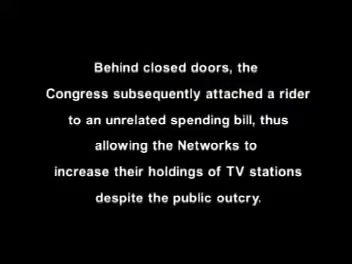 Behind closed doors, the
Congress subsequently attached a rider
to an unrelated spending bill, thus
allowing the Networks to
increase their holdings of TV stations
despite the public outcry.